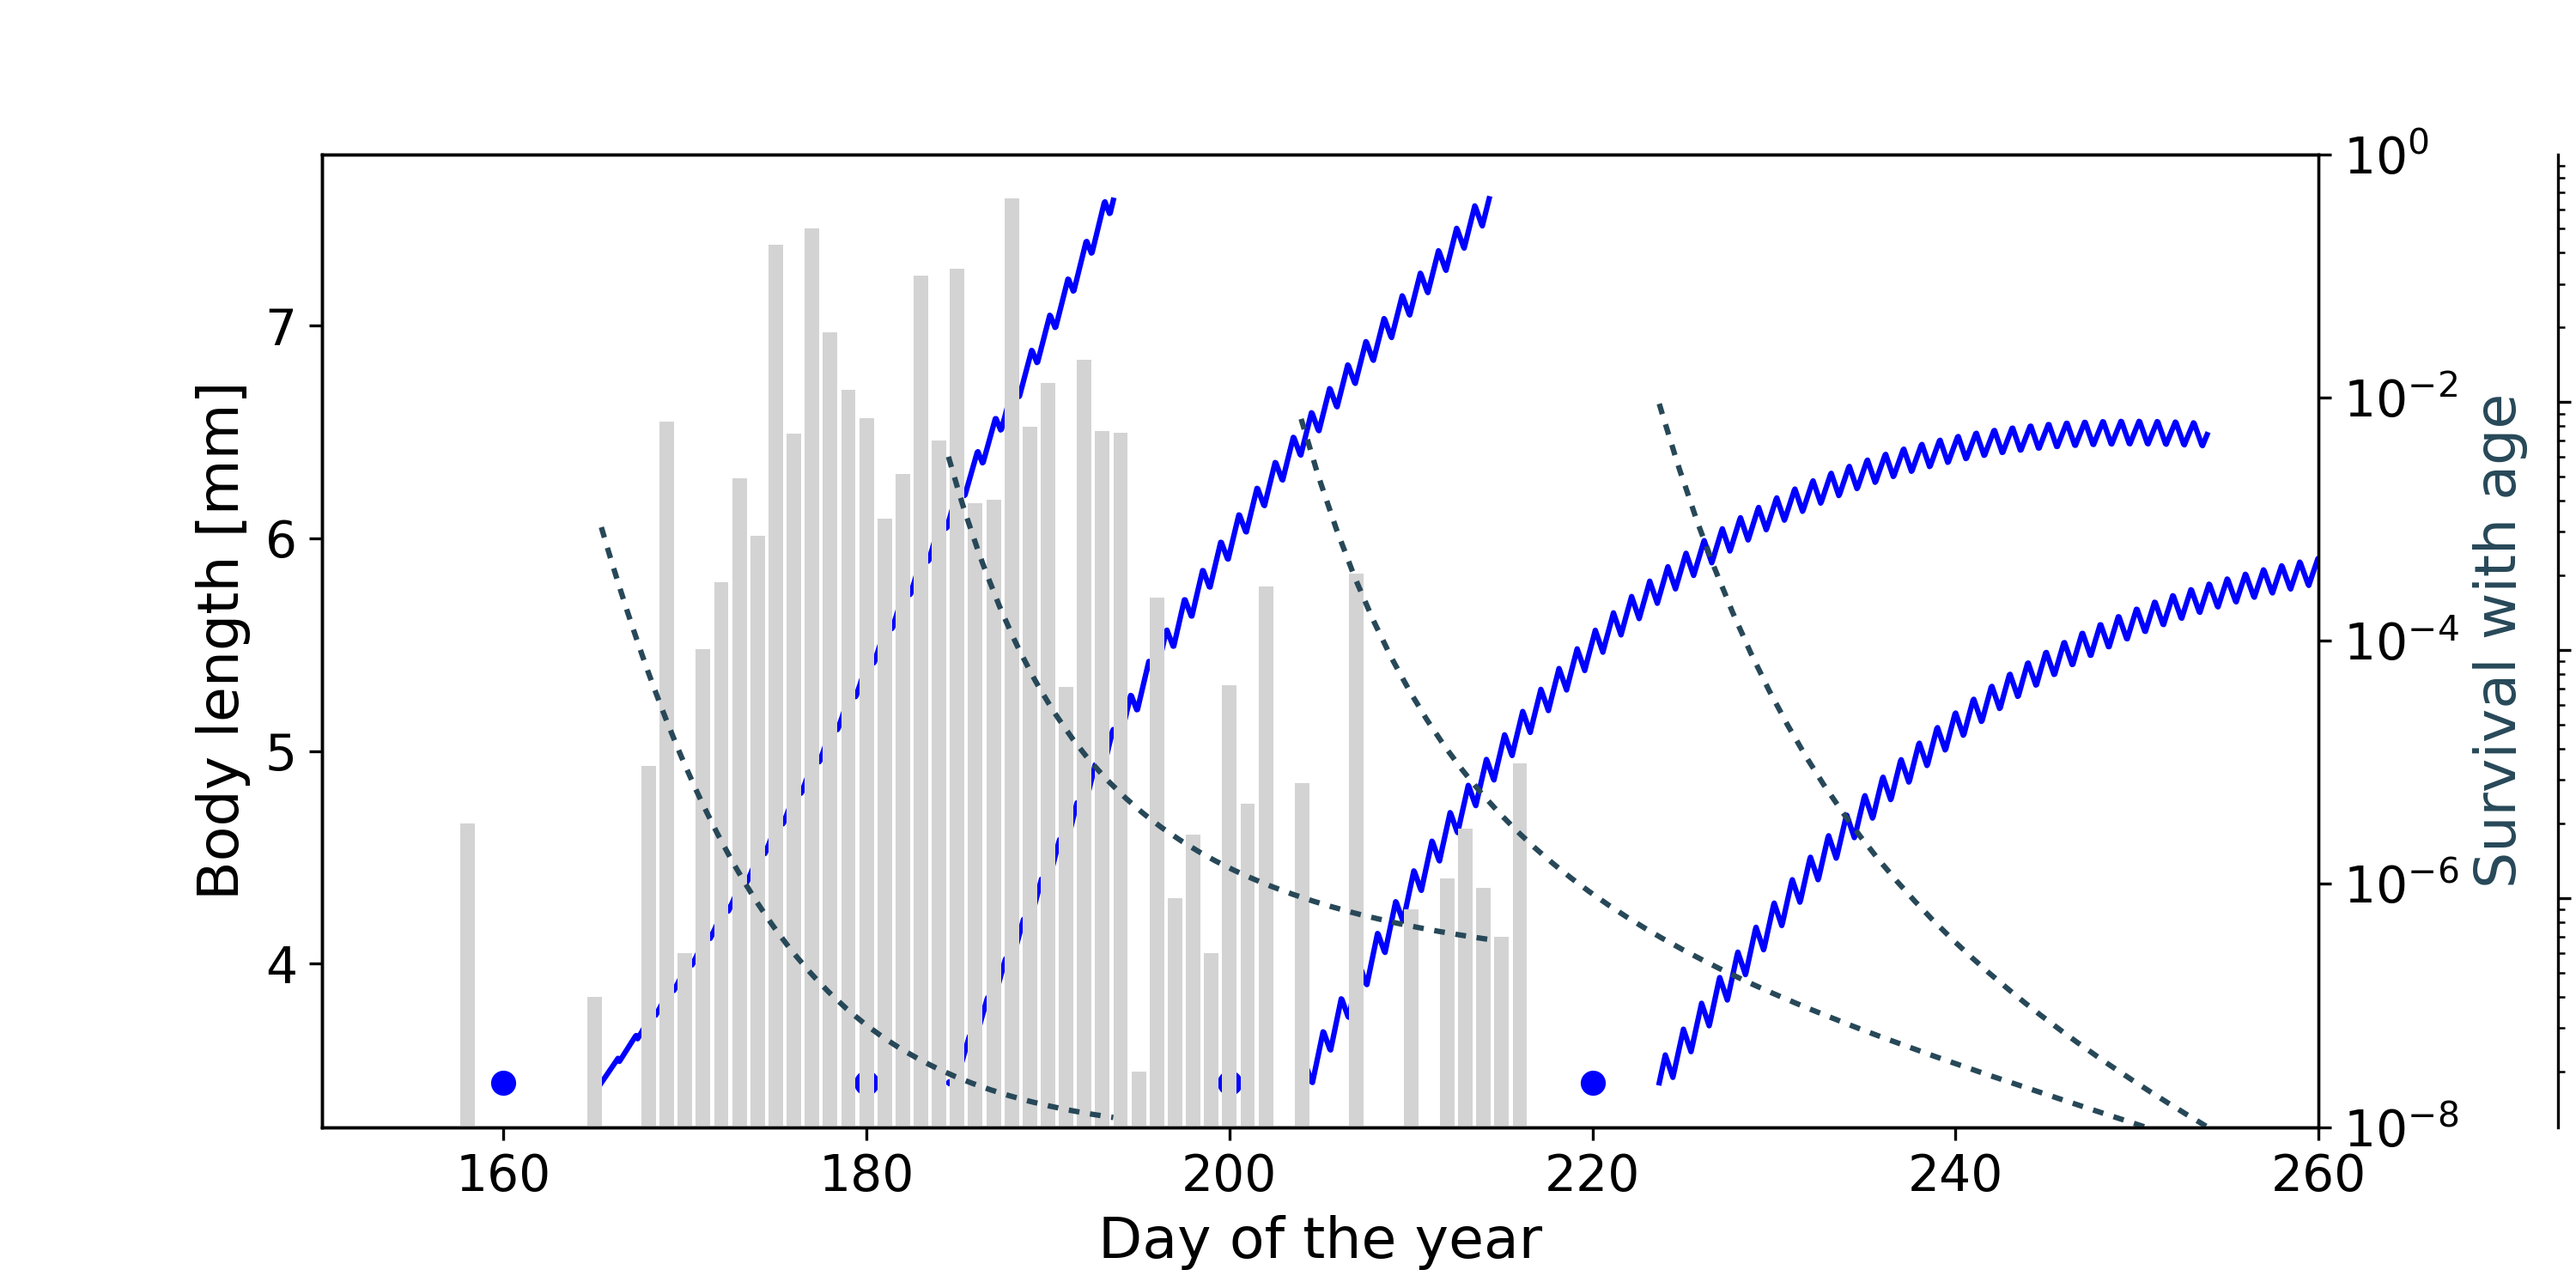 Body length [mm]
7
6
5
4
160 180 200 220 240 260
Day of the year
10⁰
10⁻²
10⁻⁴
10⁻⁶
10⁻⁸
Survival with age